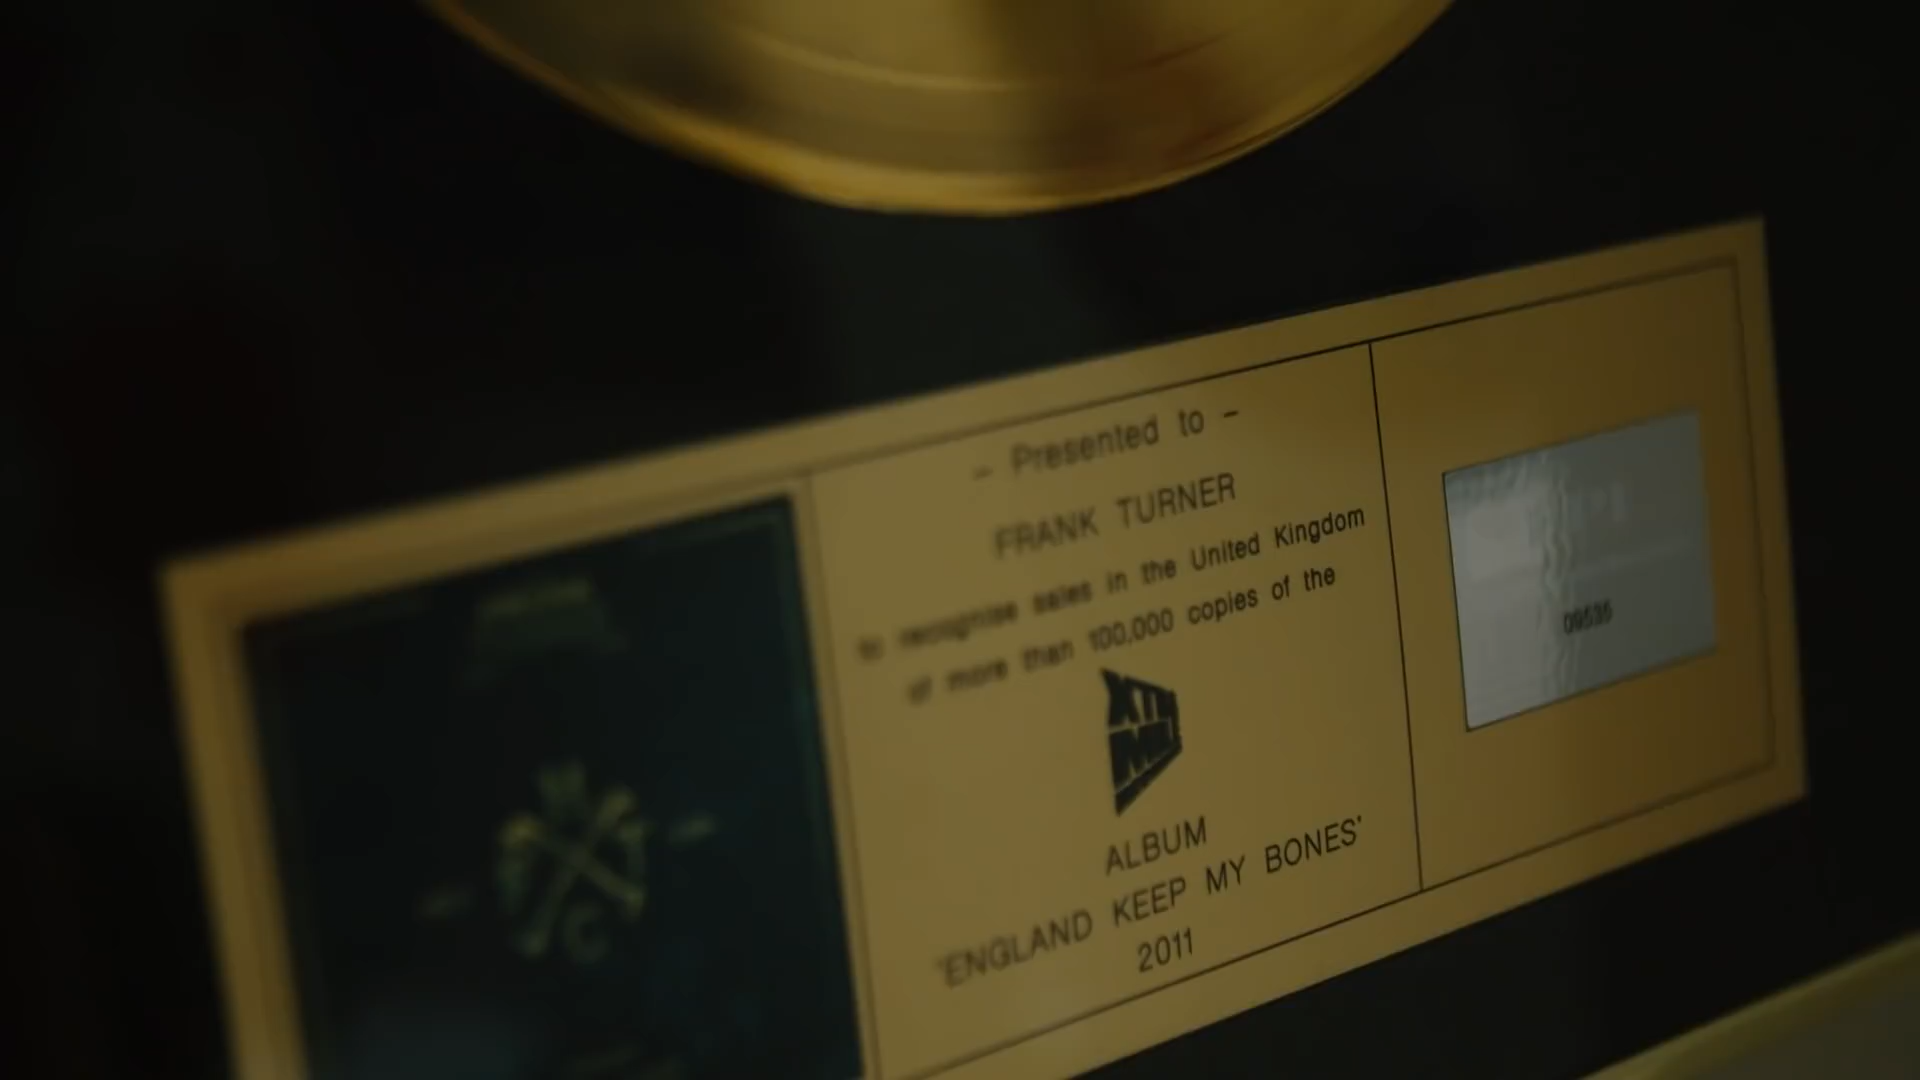 – Presented to –
FRANK TURNER
to recognise sales in the United Kingdom
of more than 100,000 copies of the
XTRA
MILE
ALBUM
'ENGLAND KEEP MY BONES'
2011
09535